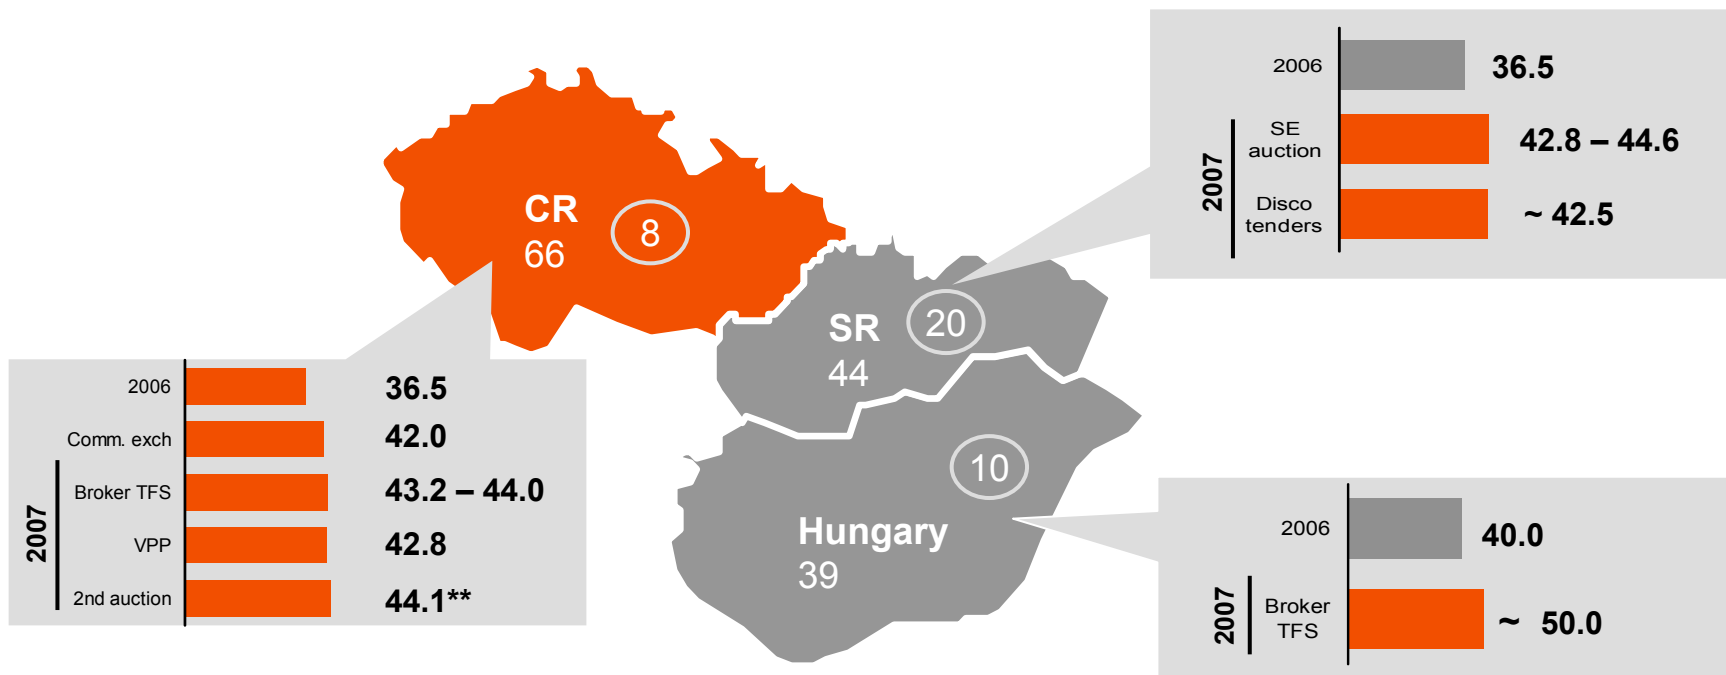 2006
36.5
SE
auction
42.8 – 44.6
Disco
tenders
~ 42.5
2007
CR
66
8
SR
44
20
Hungary
39
10
2006
36.5
Comm. exch
42.0
Broker TFS
43.2 – 44.0
VPP
42.8
2nd auction
44.1**
2007
2006
40.0
Broker
TFS
~ 50.0
2007